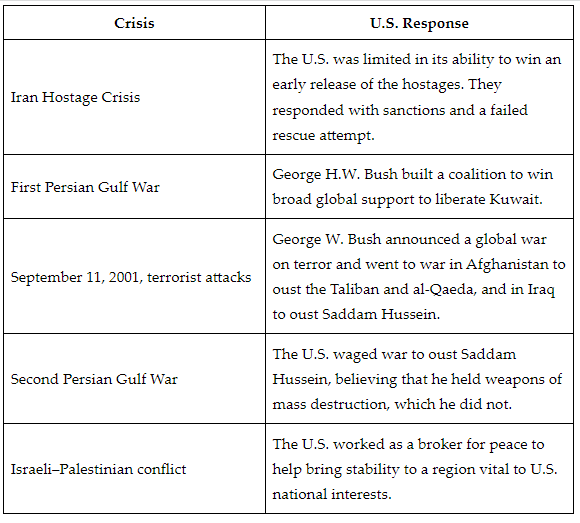 Crisis
U.S. Response
Iran Hostage Crisis
The U.S. was limited in its ability to win an
early release of the hostages. They
responded with sanctions and a failed
rescue attempt.
First Persian Gulf War
George H.W. Bush built a coalition to win
broad global support to liberate Kuwait.
September 11, 2001, terrorist attacks
George W. Bush announced a global war
on terror and went to war in Afghanistan to
oust the Taliban and al-Qaeda, and in Iraq
to oust Saddam Hussein.
Second Persian Gulf War
The U.S. waged war to oust Saddam
Hussein, believing that he held weapons of
mass destruction, which he did not.
Israeli–Palestinian conflict
The U.S. worked as a broker for peace to
help bring stability to a region vital to U.S.
national interests.